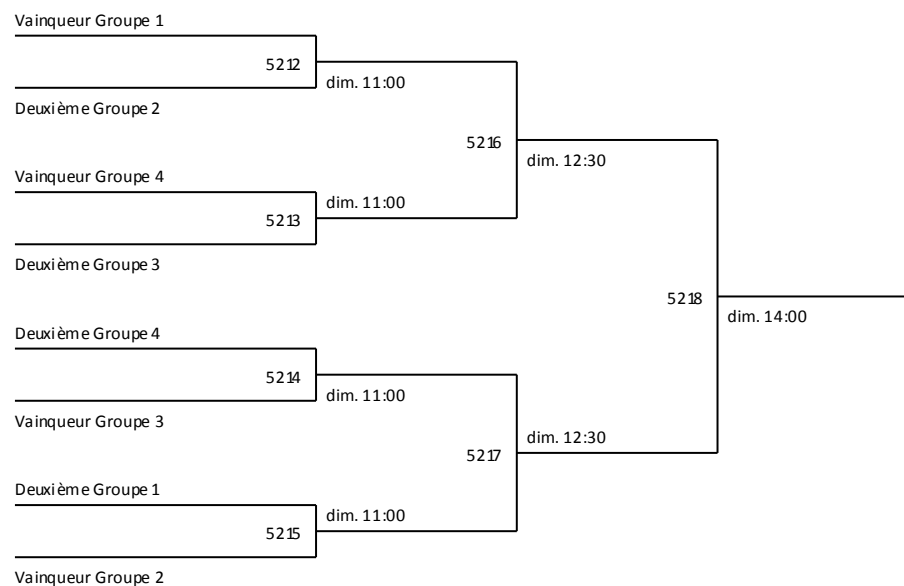 Vainqueur Groupe 1
5212
dim. 11:00
Deuxième Groupe 2
5216
dim. 12:30
Vainqueur Groupe 4
dim. 11:00
5213
Deuxième Groupe 3
5218
dim. 14:00
Deuxième Groupe 4
5214
dim. 11:00
Vainqueur Groupe 3
dim. 12:30
5217
Deuxième Groupe 1
dim. 11:00
5215
Vainqueur Groupe 2